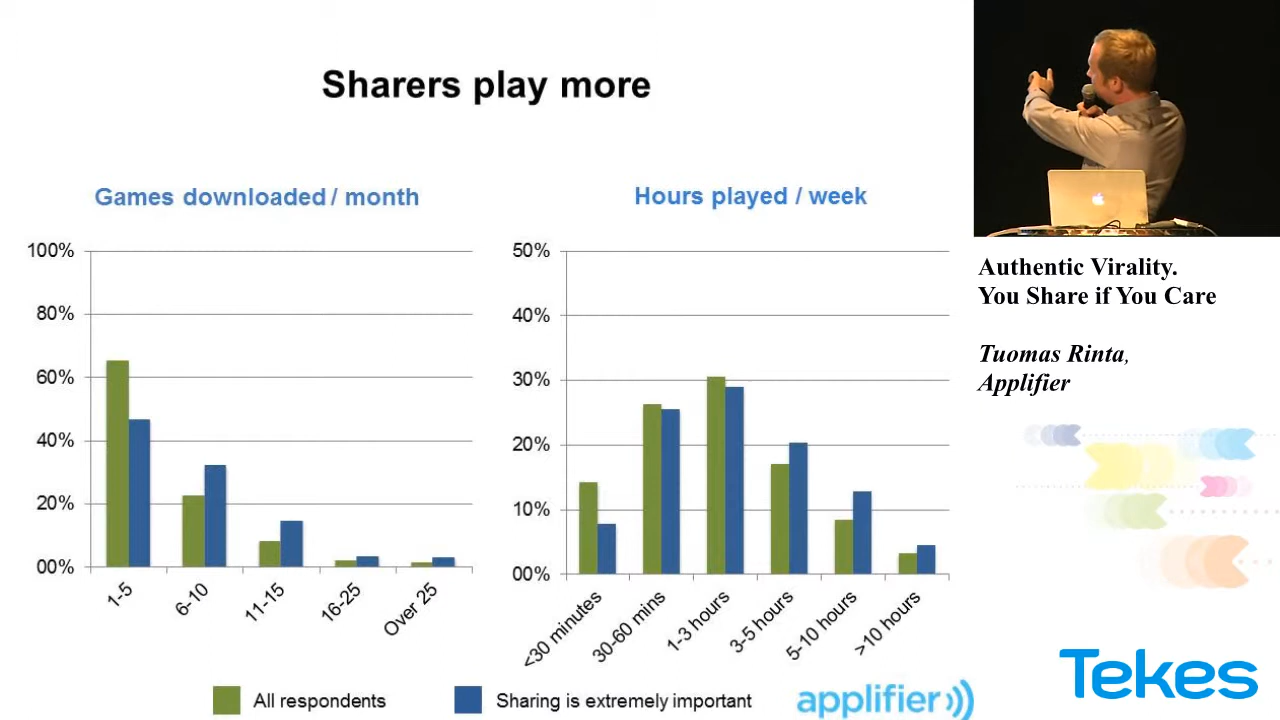 Sharers play more
Games downloaded / month
100%
80%
60%
40%
20%
00%
1-5
6-10
11-15
16-25
Over 25
Hours played / week
50%
40%
30%
20%
10%
00%
<30 minutes
30-60 mins
1-3 hours
3-5 hours
5-10 hours
>10 hours
All respondents
Sharing is extremely important
applifier
Authentic Virality.
You Share if You Care
Tuomas Rinta,
Applifier
Tekes